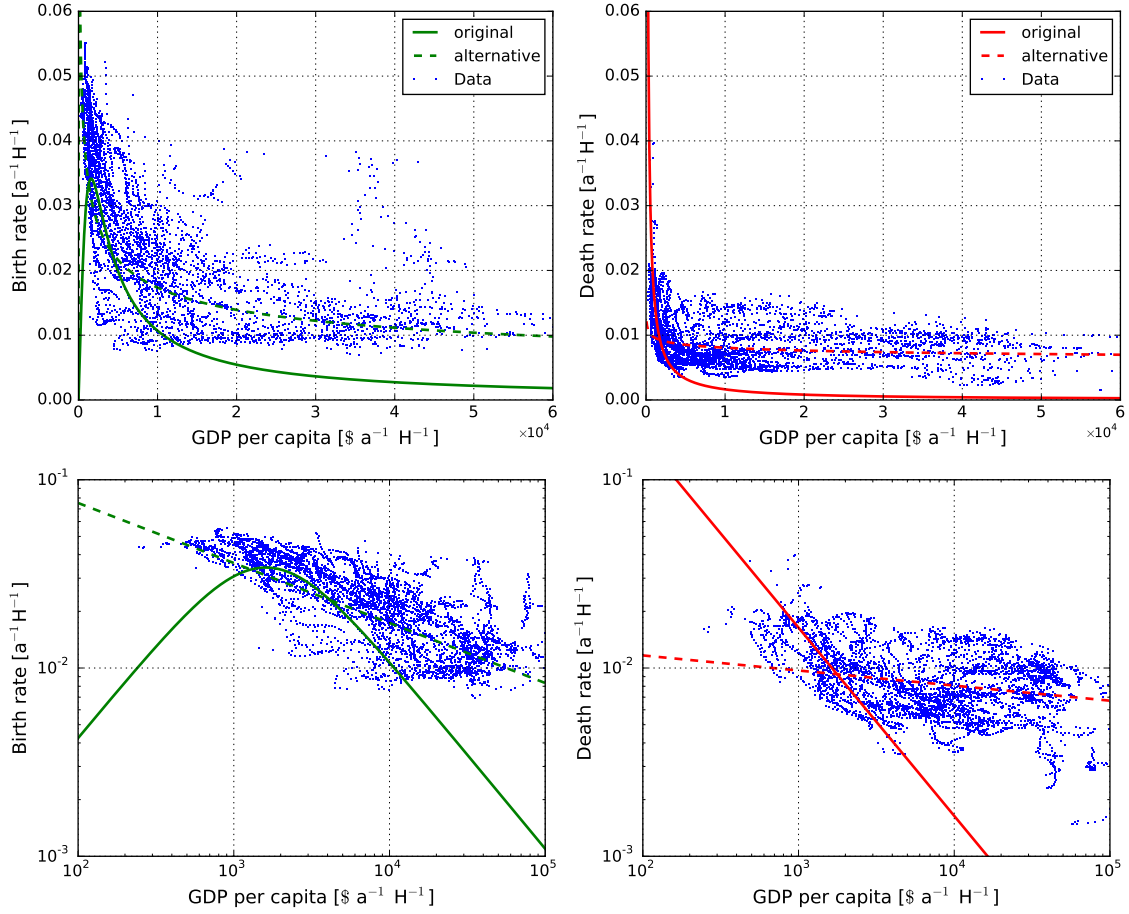 0.06
0.05
0.04
0.03
0.02
0.01
0.00
Birth rate [a⁻¹H⁻¹]
original
alternative
Data
0 1 2 3 4 5 6
×10⁴
GDP per capita [$ a⁻¹ H⁻¹]
0.06
0.05
0.04
0.03
0.02
0.01
0.00
Death rate [a⁻¹H⁻¹]
original
alternative
Data
0 1 2 3 4 5 6
×10⁴
GDP per capita [$ a⁻¹ H⁻¹]
10⁻¹
10⁻²
10⁻³
Birth rate [a⁻¹H⁻¹]
10² 10³ 10⁴ 10⁵
GDP per capita [$ a⁻¹ H⁻¹]
10⁻¹
10⁻²
10⁻³
Death rate [a⁻¹H⁻¹]
10² 10³ 10⁴ 10⁵
GDP per capita [$ a⁻¹ H⁻¹]